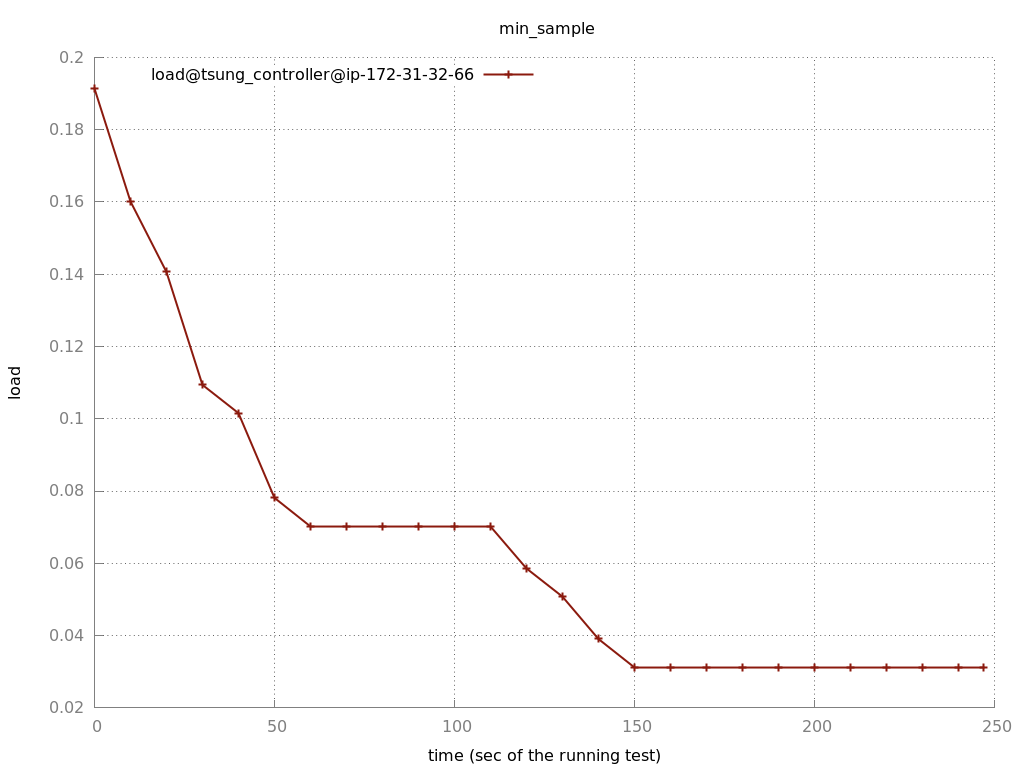 min_sample
load@tsung_controller@ip-172-31-32-66
0.2
0.18
0.16
0.14
0.12
0.1
0.08
0.06
0.04
0.02
load
0 50 100 150 200 250
time (sec of the running test)